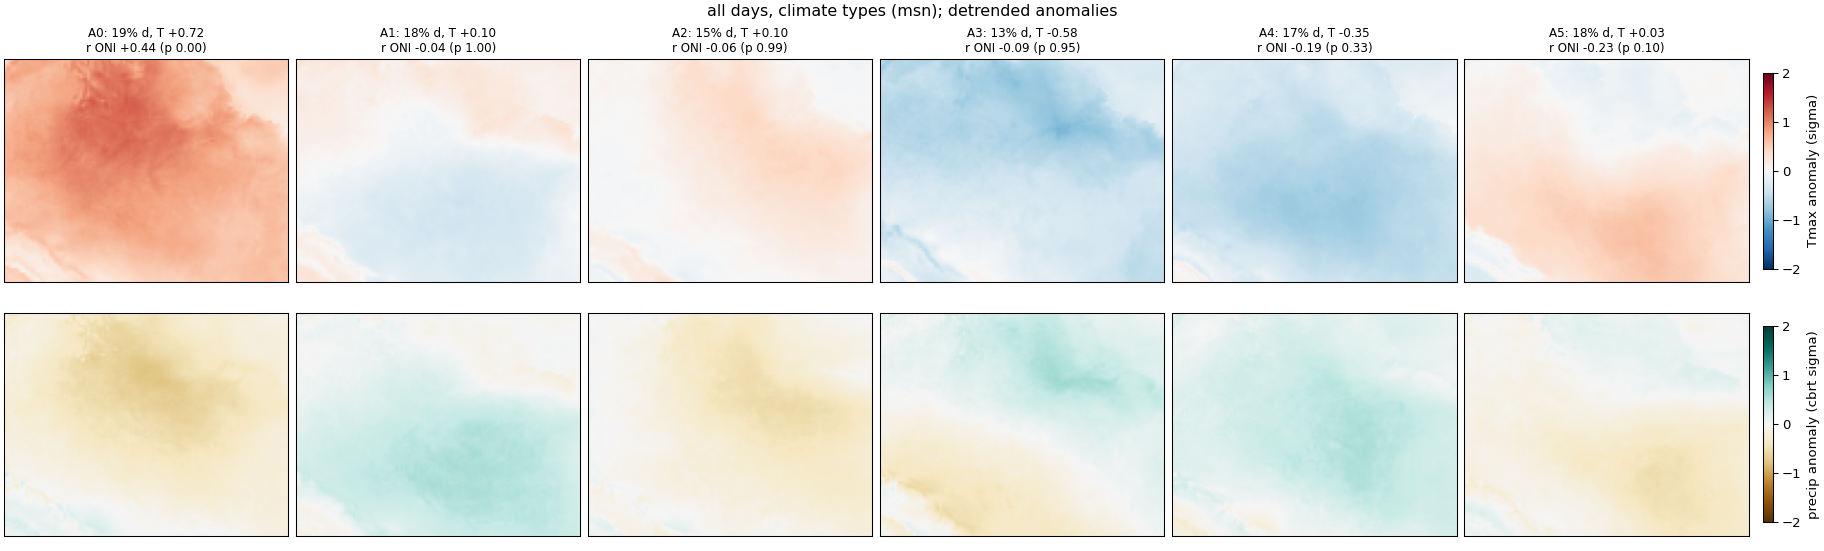 all days, climate types (msn); detrended anomalies
A0: 19% d, T +0.72
r ONI +0.44 (p 0.00)
A1: 18% d, T +0.10
r ONI -0.04 (p 1.00)
A2: 15% d, T +0.10
r ONI -0.06 (p 0.99)
A3: 13% d, T -0.58
r ONI -0.09 (p 0.95)
A4: 17% d, T -0.35
r ONI -0.19 (p 0.33)
A5: 18% d, T +0.03
r ONI -0.23 (p 0.10)
2
1
0
−1
−2
Tmax anomaly (sigma)
2
1
0
−1
−2
precip anomaly (cbrt sigma)